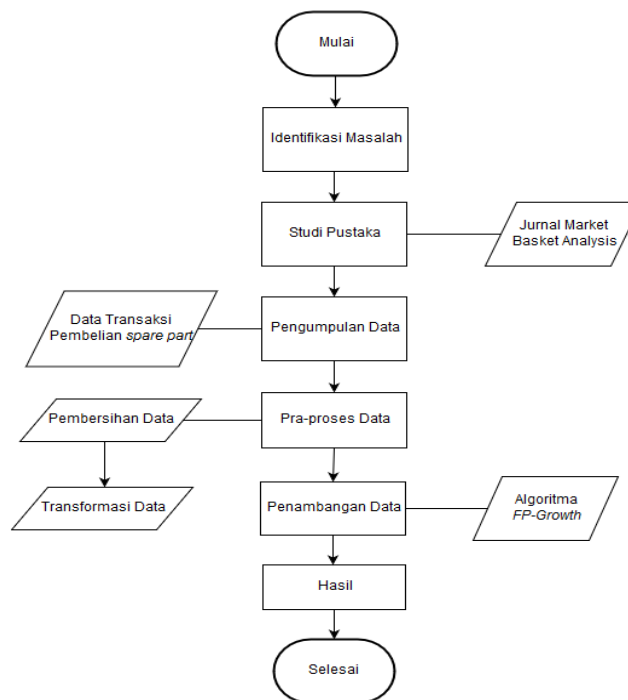 Mulai
Identifikasi Masalah
Studi Pustaka
Jurnal Market
Basket Analysis
Data Transaksi
Pembelian spare part
Pengumpulan Data
Pembersihan Data
Pra-proses Data
Transformasi Data
Penambangan Data
Algoritma
FP-Growth
Hasil
Selesai